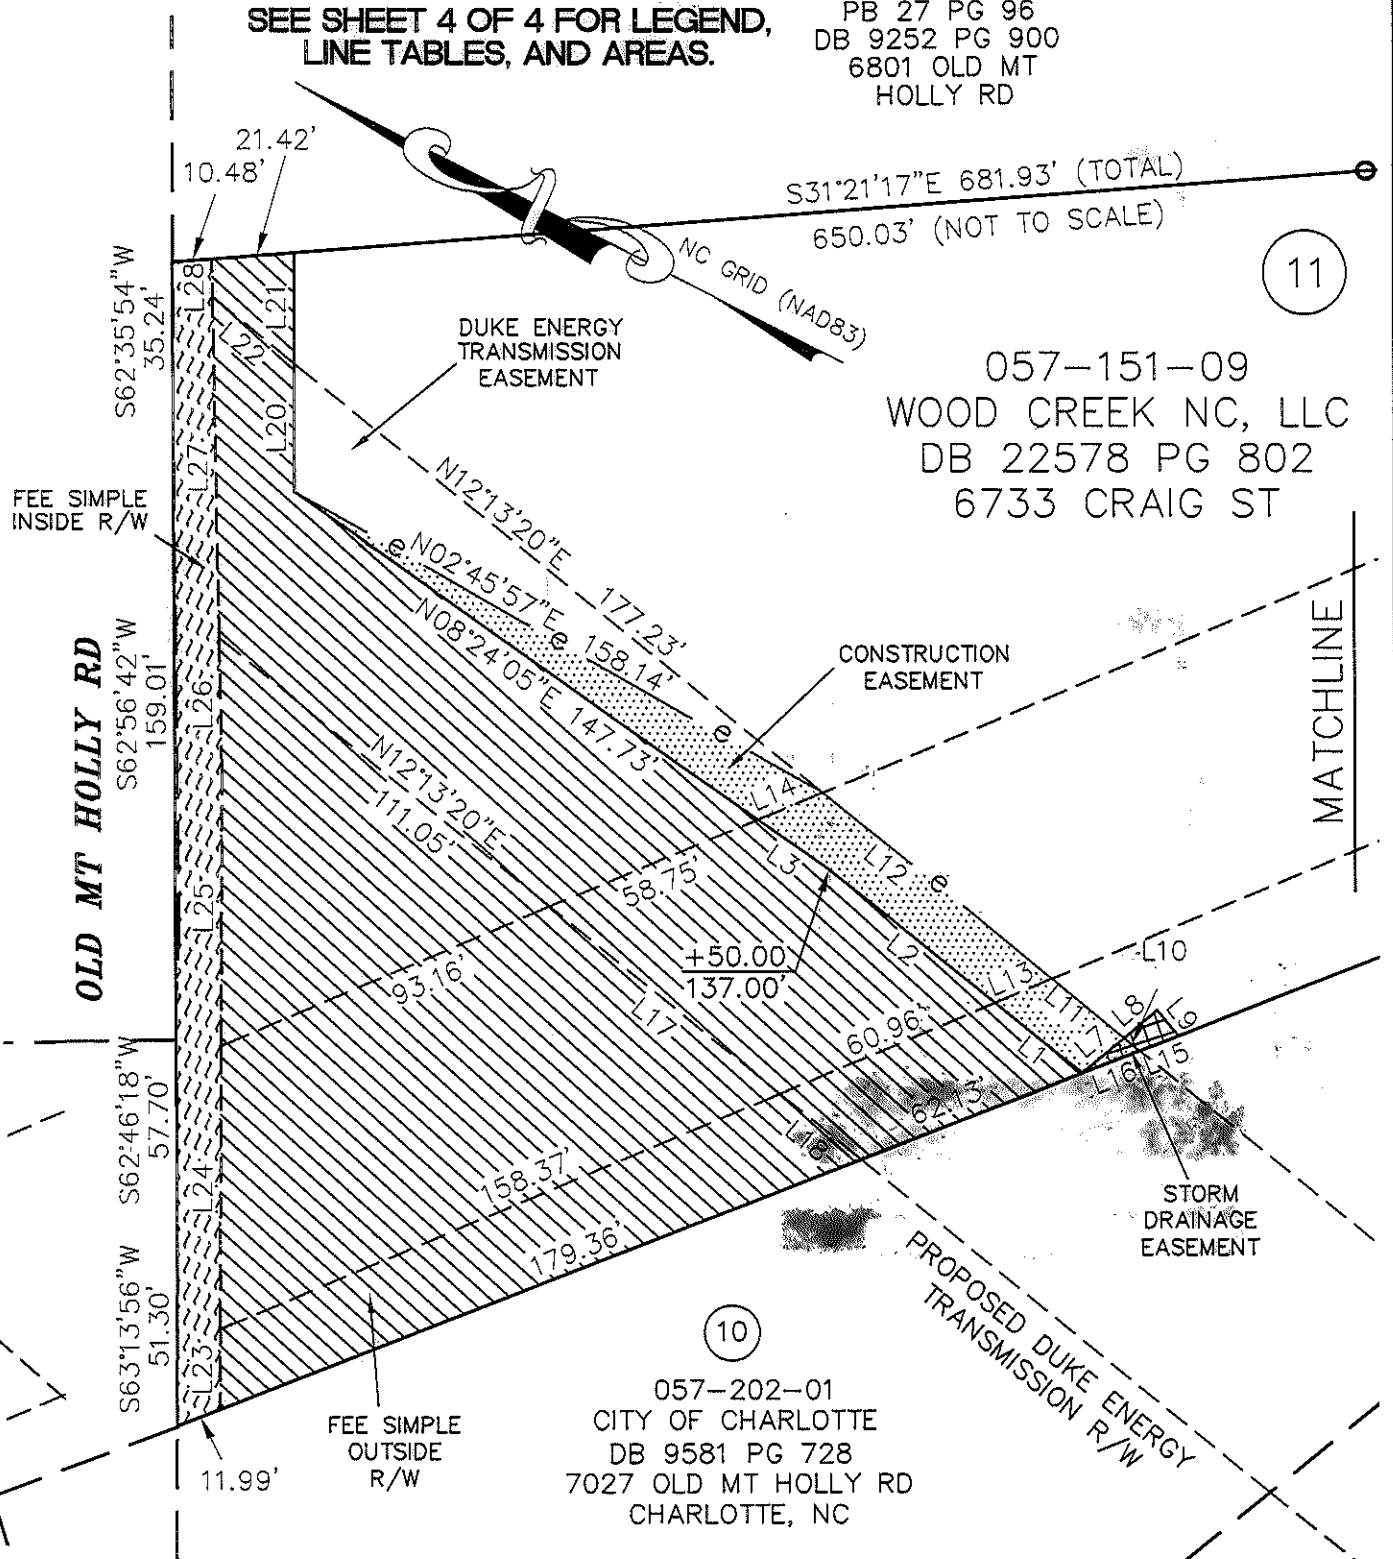 SEE SHEET 4 OF 4 FOR LEGEND,
LINE TABLES, AND AREAS.
PB 27 PG 96
DB 9252 PG 900
6801 OLD MT
HOLLY RD
21.42'
10.48'
S31°21'17"E 681.93' (TOTAL)
650.03' (NOT TO SCALE)
NC GRID (NAD83)
11
057-151-09
WOOD CREEK NC, LLC
DB 22578 PG 802
6733 CRAIG ST
S62°35'54"W
35.24'
L28
L21
L22
L20
L27
DUKE ENERGY
TRANSMISSION
EASEMENT
FEE SIMPLE
INSIDE R/W
N12°13'20"E 177.23'
e
N02°45'57"E
e
158.14'
e
N08°24'05"E 147.73'
CONSTRUCTION
EASEMENT
MATCHLINE
OLD MT HOLLY RD
S62°56'42"W
159.01'
L26
N12°13'20"E
111.05'
L14
L3
L12
e
58.75'
L25
+50.00
137.00'
L2
93.16'
L17
L13
L11
L10
L8
L9
L7
60.96'
L1
L16
L15
62.13'
L18
S62°46'18"W
57.70'
L24
158.37'
179.36'
STORM
DRAINAGE
EASEMENT
PROPOSED DUKE ENERGY
TRANSMISSION R/W
S63°13'56"W
51.30'
L23
11.99'
FEE SIMPLE
OUTSIDE
R/W
10
057-202-01
CITY OF CHARLOTTE
DB 9581 PG 728
7027 OLD MT HOLLY RD
CHARLOTTE, NC